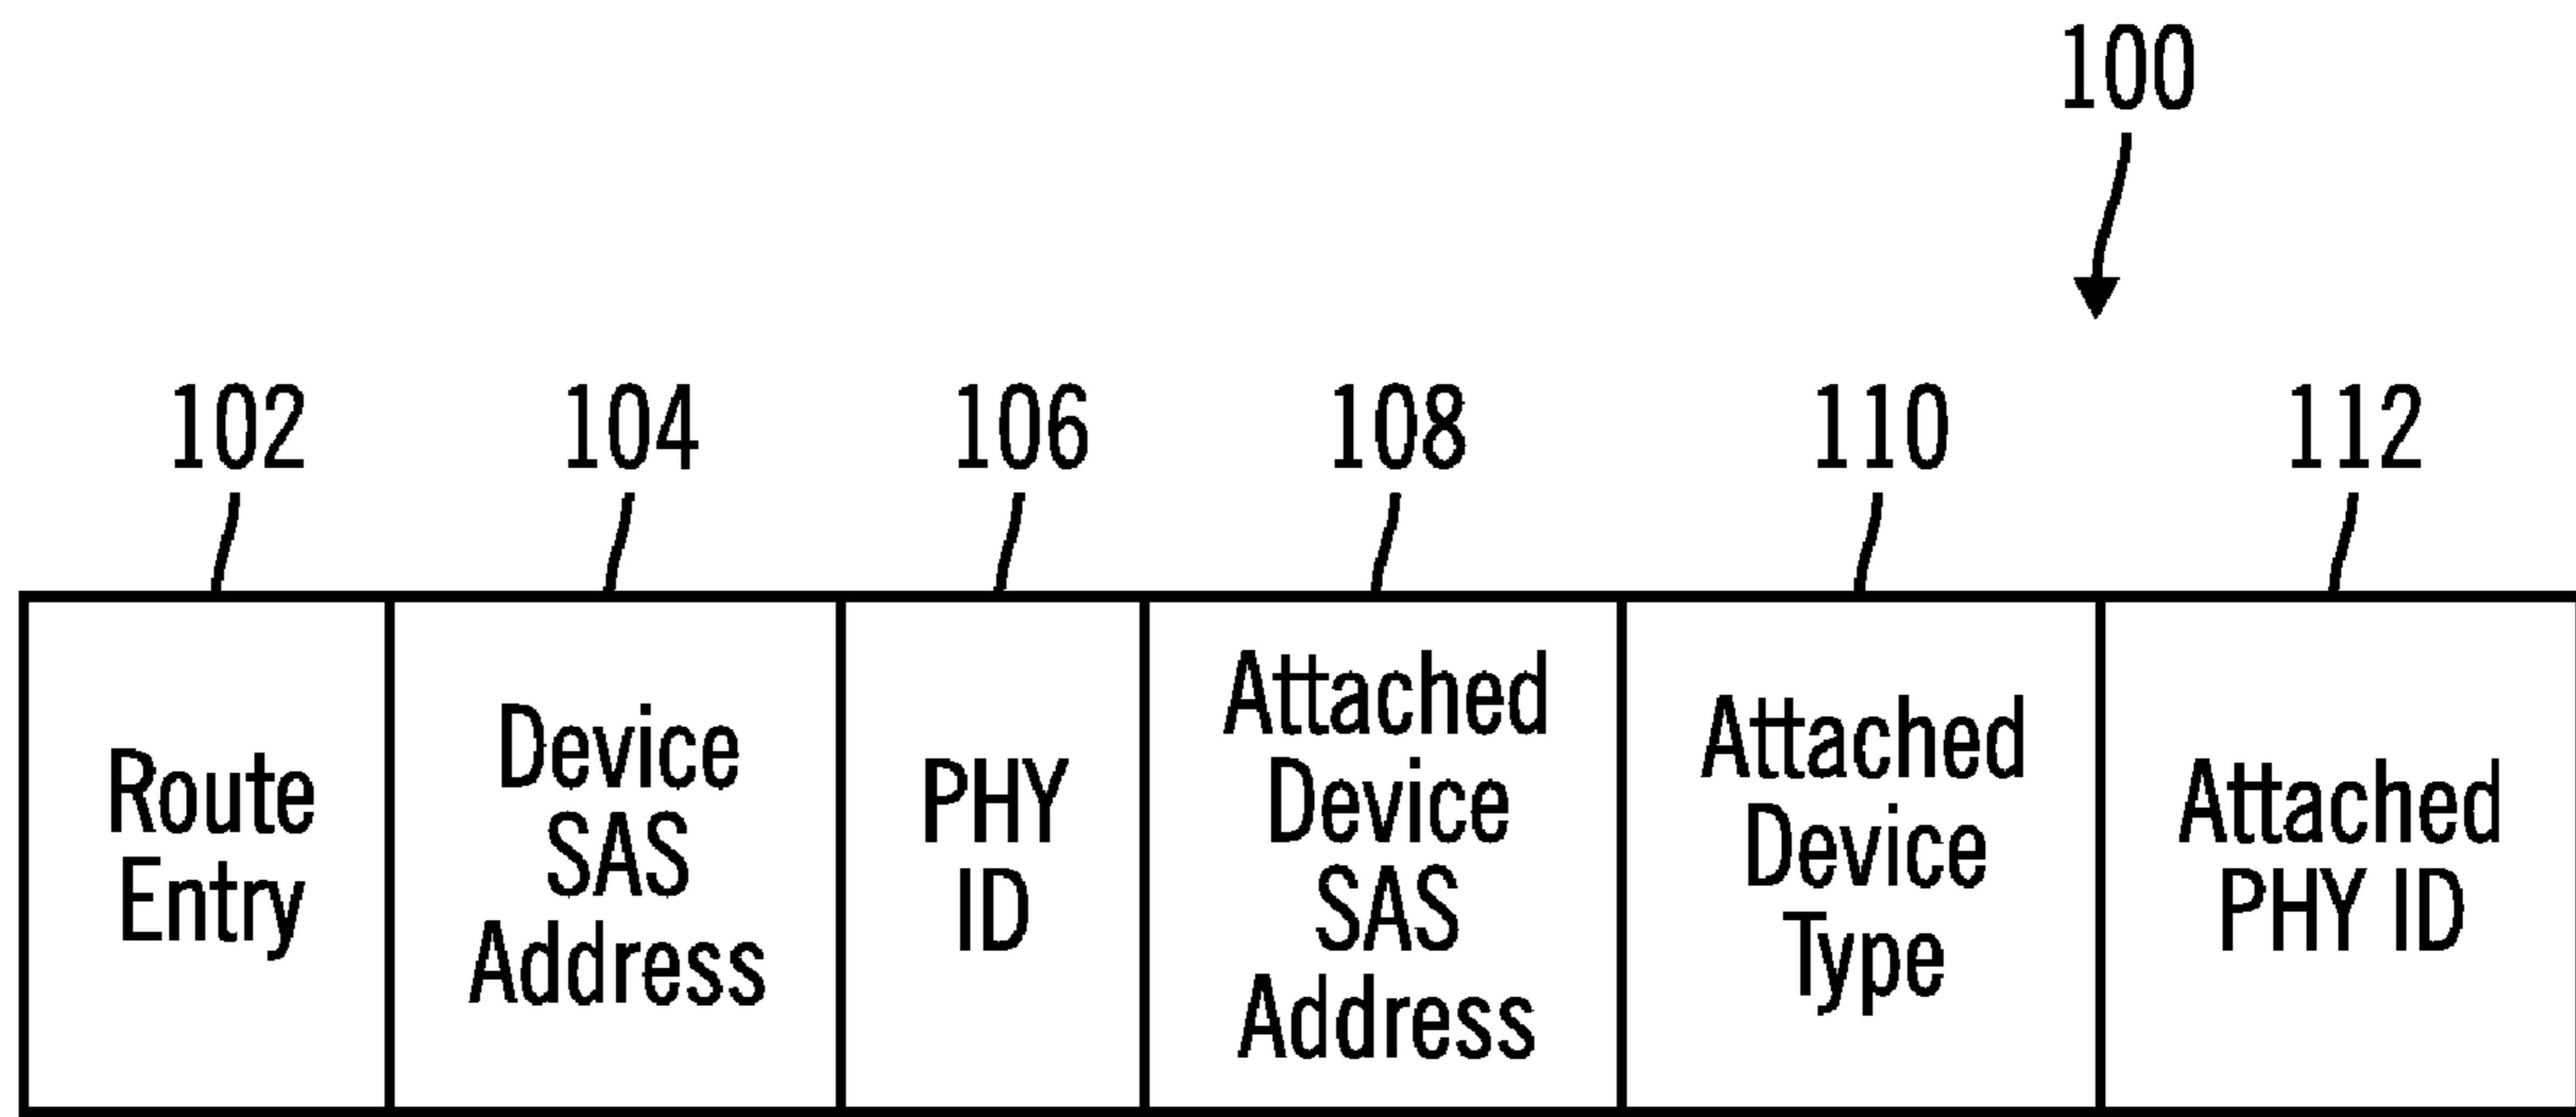 100
102 104 106 108 110 112
Route
Entry
Device
SAS
Address
PHY
ID
Attached
Device
SAS
Address
Attached
Device
Type
Attached
PHY ID